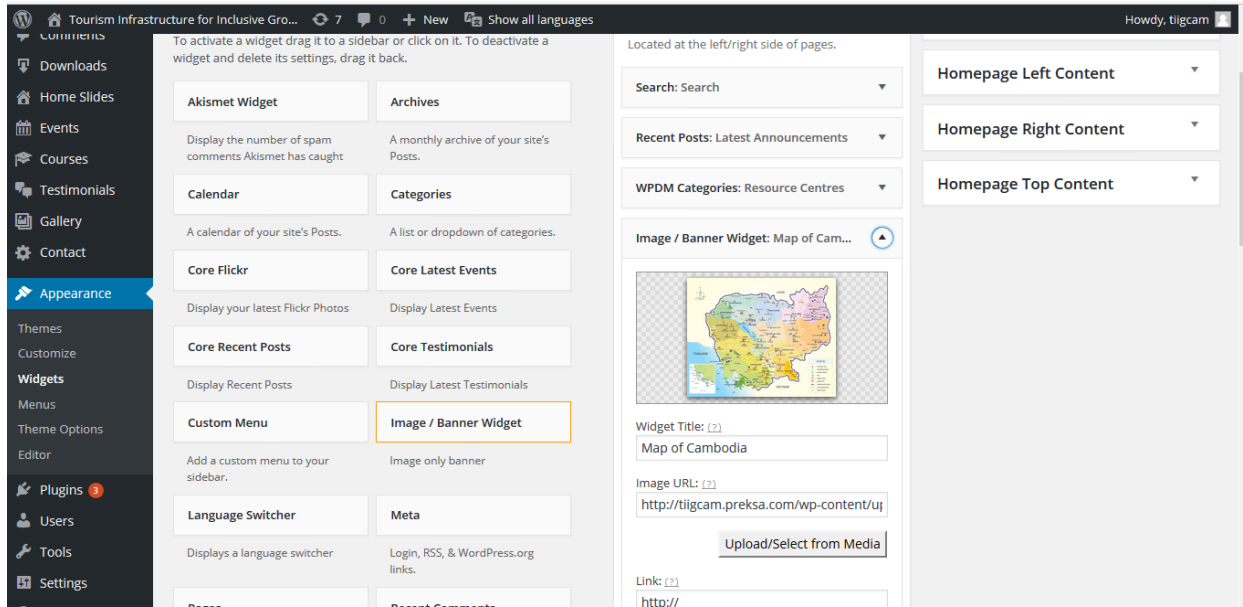 Tourism Infrastructure for Inclusive Gro... 7 0 + New Show all languages Howdy, tiigcam
Comments
Downloads
Home Slides
Events
Courses
Testimonials
Gallery
Contact
Appearance
Themes
Customize
Widgets
Menus
Theme Options
Editor
Plugins 3
Users
Tools
Settings
To activate a widget drag it to a sidebar or click on it. To deactivate a
widget and delete its settings, drag it back.
Akismet Widget
Display the number of spam
comments Akismet has caught
Archives
A monthly archive of your site's
Posts.
Calendar
A calendar of your site's Posts.
Categories
A list or dropdown of categories.
Core Flickr
Display your latest Flickr Photos
Core Latest Events
Display Latest Events
Core Recent Posts
Display Recent Posts
Core Testimonials
Display Latest Testimonials
Custom Menu
Add a custom menu to your
sidebar.
Image / Banner Widget
Image only banner
Language Switcher
Displays a language switcher
Meta
Login, RSS, & WordPress.org
links.
Pages
Recent Comments
Located at the left/right side of pages.
Search: Search
Recent Posts: Latest Announcements
WPDM Categories: Resource Centres
Image / Banner Widget: Map of Cam...
Widget Title: (?)
Map of Cambodia
Image URL: (?)
http://tiigcam.preksa.com/wp-content/up
Upload/Select from Media
Link: (?)
http://
Homepage Left Content
Homepage Right Content
Homepage Top Content